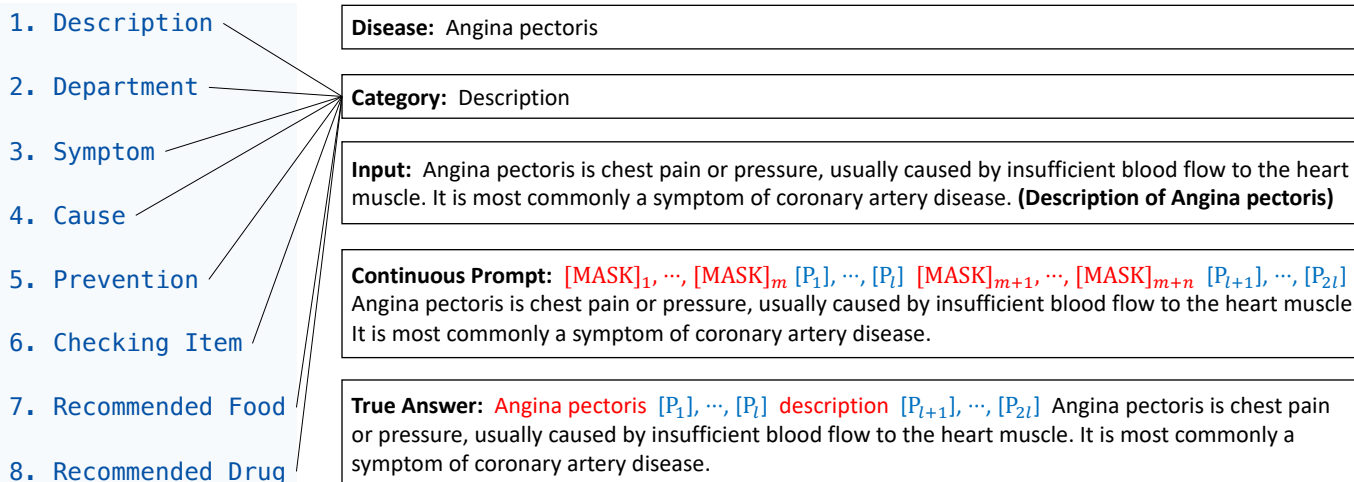 1. Description
2. Department
3. Symptom
4. Cause
5. Prevention
6. Checking Item
7. Recommended Food
8. Recommended Drug
Disease: Angina pectoris
Category: Description
Input: Angina pectoris is chest pain or pressure, usually caused by insufficient blood flow to the heart
muscle. It is most commonly a symptom of coronary artery disease. (Description of Angina pectoris)
Continuous Prompt: [MASK]₁, ⋯, [MASK]ₘ [P₁], ⋯, [Pₗ] [MASK]ₘ₊₁, ⋯, [MASK]ₘ₊ₙ [Pₗ₊₁], ⋯, [P₂ₗ]
Angina pectoris is chest pain or pressure, usually caused by insufficient blood flow to the heart muscle
It is most commonly a symptom of coronary artery disease.
True Answer: Angina pectoris [P₁], ⋯, [Pₗ] description [Pₗ₊₁], ⋯, [P₂ₗ] Angina pectoris is chest pain
or pressure, usually caused by insufficient blood flow to the heart muscle. It is most commonly a
symptom of coronary artery disease.